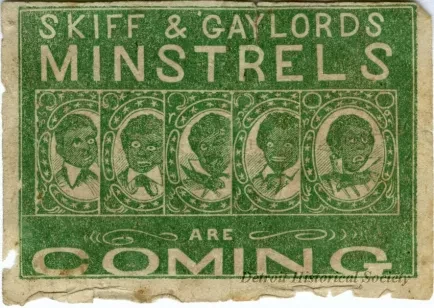 SKIFF & GAYLORDS
MINSTRELS
ARE
COMING
Detroit Historical Society